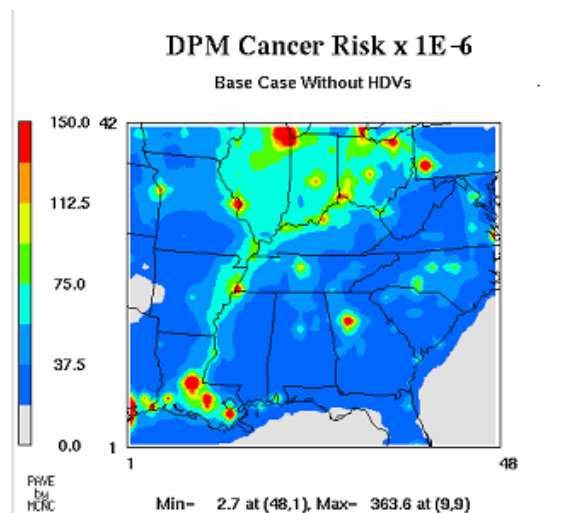 DPM Cancer Risk x 1E-6
Base Case Without HDVs
150.0
112.5
75.0
37.5
0.0
42
1
1
48
PAVE
by
MCNC
Min= 2.7 at (48,1), Max= 363.6 at (9,9)